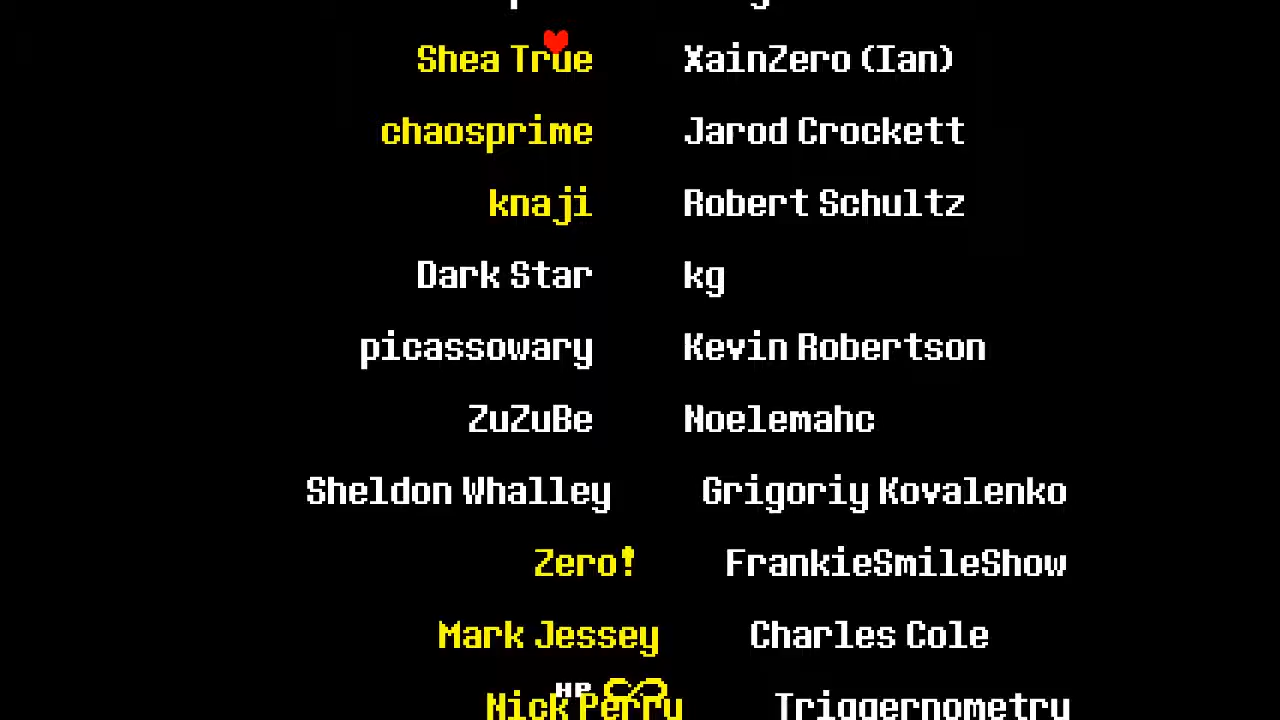 Shea True XainZero (Ian)
chaosprime Jarod Crockett
knaji Robert Schultz
Dark Star kg
picassowary Kevin Robertson
ZuZuBe Noelemahc
Sheldon Whalley Grigoriy Kovalenko
Zero! FrankieSmileShow
Mark Jessey Charles Cole
HP ∞
Nick Perry Triggernometry